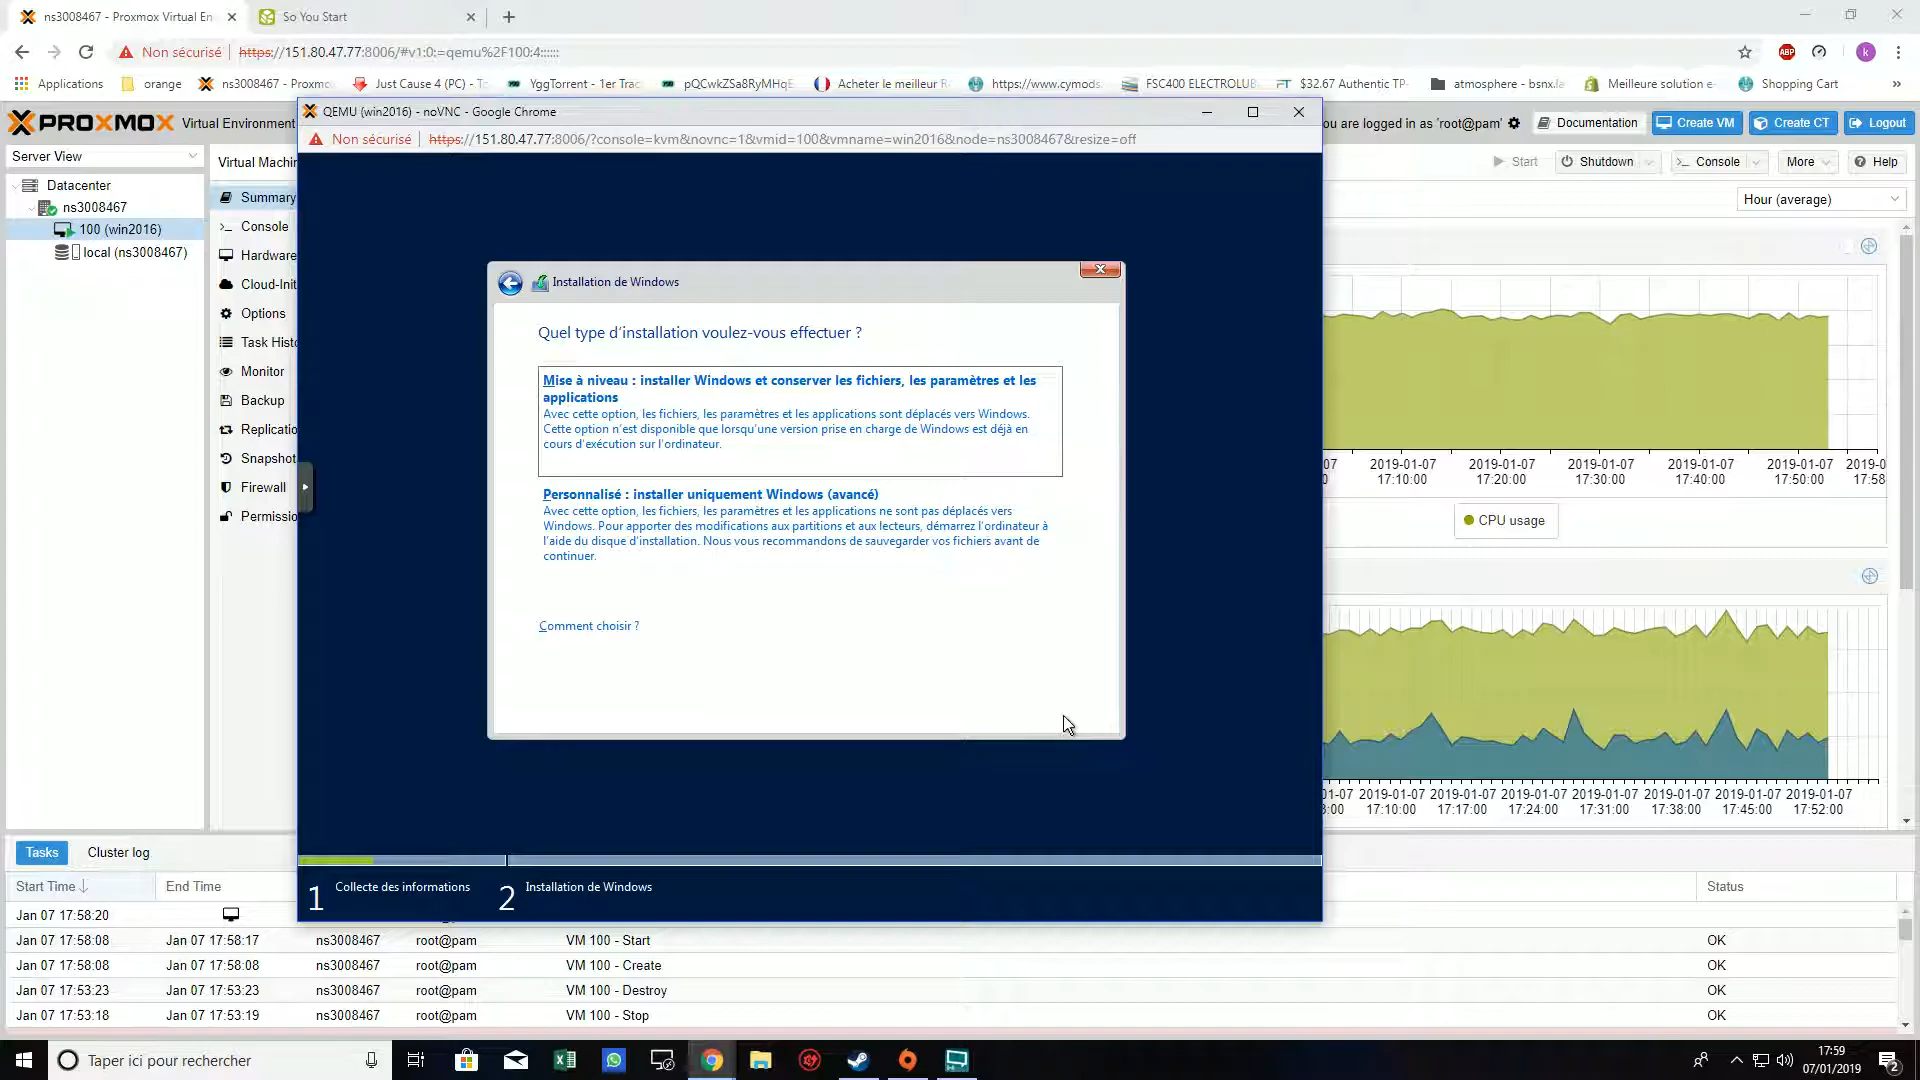 ns3008467 - Proxmox Virtual En
So You Start
Non sécurisé
https://151.80.47.77:8006/#v1:0:=qemu%2F100:4::::::
ABP
k
Applications
orange
ns3008467 - Proxmo
Just Cause 4 (PC) - To
YggTorrent - 1er Trac
pQCwkZSa8RyMHqE
Acheter le meilleur R
https://www.cymods.
FSC400 ELECTROLUB
$32.67 Authentic TP-
atmosphere - bsnx.la
Meilleure solution e
Shopping Cart
»
PROXMOX
Virtual Environment
QEMU (win2016) - noVNC - Google Chrome
Non sécurisé
https://151.80.47.77:8006/?console=kvm&novnc=1&vmid=100&vmname=win2016&node=ns3008467&resize=off
ou are logged in as 'root@pam'
Documentation
Create VM
Create CT
Logout
Server View
Datacenter
ns3008467
100 (win2016)
local (ns3008467)
Virtual Machin
Start
Shutdown
Console
More
Help
Hour (average)
Summary
Console
Hardware
Cloud-Init
Options
Task Histo
Monitor
Backup
Replicatio
Snapshot
Firewall
Permissio
Installation de Windows
Quel type d'installation voulez-vous effectuer ?
Mise à niveau : installer Windows et conserver les fichiers, les paramètres et les
applications
Avec cette option, les fichiers, les paramètres et les applications sont déplacés vers Windows.
Cette option n'est disponible que lorsqu'une version prise en charge de Windows est déjà en
cours d'exécution sur l'ordinateur.
Personnalisé : installer uniquement Windows (avancé)
Avec cette option, les fichiers, les paramètres et les applications ne sont pas déplacés vers
Windows. Pour apporter des modifications aux partitions et aux lecteurs, démarrez l'ordinateur à
l'aide du disque d'installation. Nous vous recommandons de sauvegarder vos fichiers avant de
continuer.
Comment choisir ?
1 Collecte des informations
2 Installation de Windows
07 2019-01-07 2019-01-07 2019-01-07 2019-01-07 2019-01-07 2019-0
17:10:00 17:20:00 17:30:00 17:40:00 17:50:00 17:58
CPU usage
01-07 2019-01-07 2019-01-07 2019-01-07 2019-01-07 2019-01-07 2019-01-07 2019-01-07
3:00 17:10:00 17:17:00 17:24:00 17:31:00 17:38:00 17:45:00 17:52:00
Tasks
Cluster log
Start Time
End Time
Status
Jan 07 17:58:20
Jan 07 17:58:08 Jan 07 17:58:17 ns3008467 root@pam VM 100 - Start OK
Jan 07 17:58:08 Jan 07 17:58:08 ns3008467 root@pam VM 100 - Create OK
Jan 07 17:53:23 Jan 07 17:53:23 ns3008467 root@pam VM 100 - Destroy OK
Jan 07 17:53:18 Jan 07 17:53:19 ns3008467 root@pam VM 100 - Stop OK
Taper ici pour rechercher
17:59
07/01/2019
2